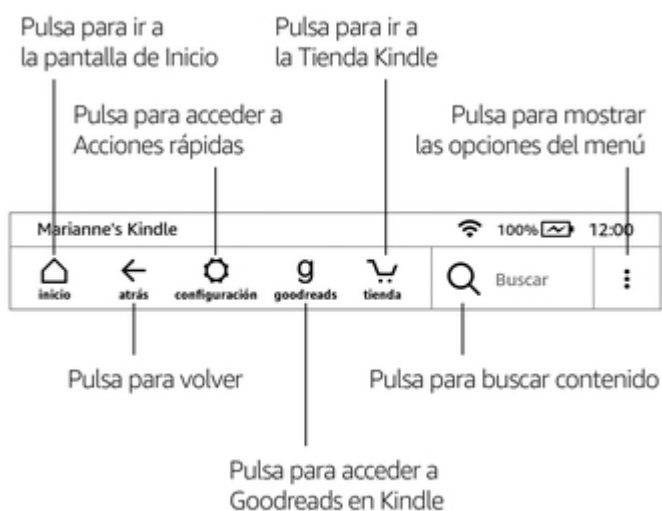 Pulsa para ir a
la pantalla de Inicio
Pulsa para ir a
la Tienda Kindle
Pulsa para acceder a
Acciones rápidas
Pulsa para mostrar
las opciones del menú
Marianne's Kindle 100% 12:00
inicio atrás configuración goodreads tienda Buscar
Pulsa para volver
Pulsa para buscar contenido
Pulsa para acceder a
Goodreads en Kindle